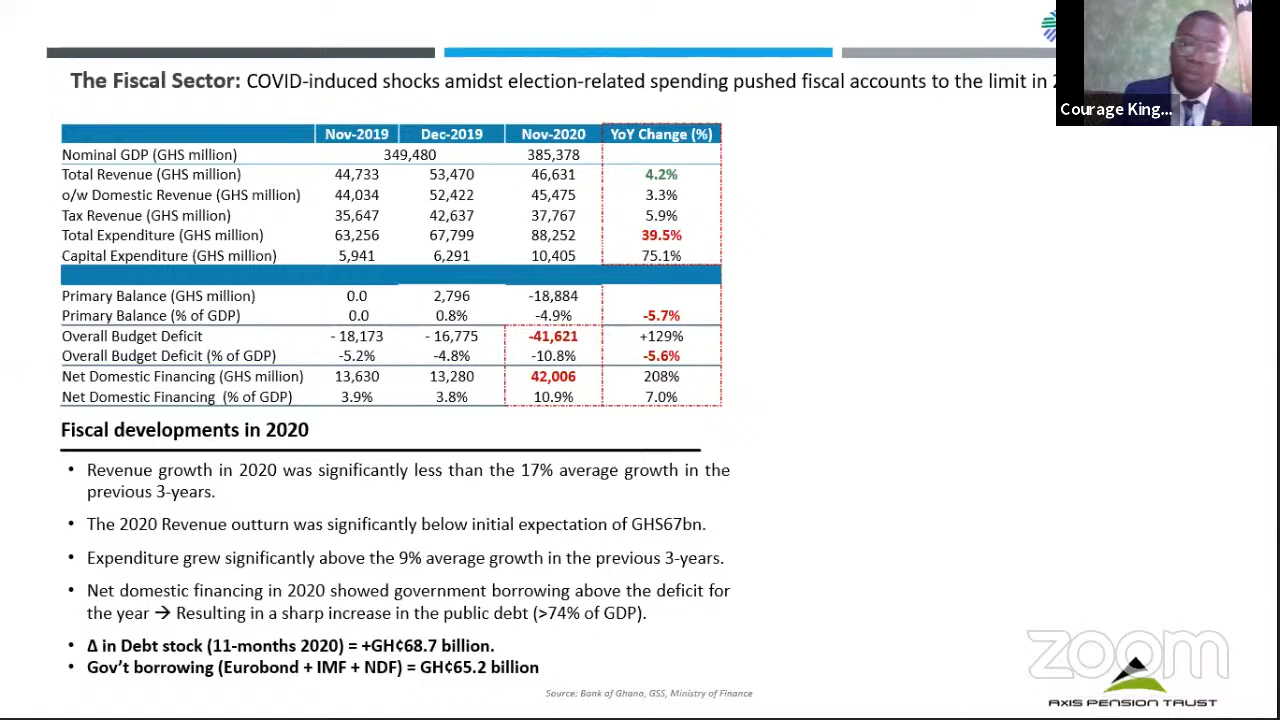 The Fiscal Sector: COVID-induced shocks amidst election-related spending pushed fiscal accounts to the limit in
Courage King...
Nov-2019 Dec-2019 Nov-2020 YoY Change (%)
Nominal GDP (GHS million) 349,480 385,378
Total Revenue (GHS million) 44,733 53,470 46,631 4.2%
o/w Domestic Revenue (GHS million) 44,034 52,422 45,475 3.3%
Tax Revenue (GHS million) 35,647 42,637 37,767 5.9%
Total Expenditure (GHS million) 63,256 67,799 88,252 39.5%
Capital Expenditure (GHS million) 5,941 6,291 10,405 75.1%
Primary Balance (GHS million) 0.0 2,796 -18,884
Primary Balance (% of GDP) 0.0 0.8% -4.9% -5.7%
Overall Budget Deficit - 18,173 - 16,775 -41,621 +129%
Overall Budget Deficit (% of GDP) -5.2% -4.8% -10.8% -5.6%
Net Domestic Financing (GHS million) 13,630 13,280 42,006 208%
Net Domestic Financing (% of GDP) 3.9% 3.8% 10.9% 7.0%
Fiscal developments in 2020
• Revenue growth in 2020 was significantly less than the 17% average growth in the
previous 3-years.
• The 2020 Revenue outturn was significantly below initial expectation of GHS67bn.
• Expenditure grew significantly above the 9% average growth in the previous 3-years.
• Net domestic financing in 2020 showed government borrowing above the deficit for
the year → Resulting in a sharp increase in the public debt (>74% of GDP).
• Δ in Debt stock (11-months 2020) = +GH¢68.7 billion.
• Gov't borrowing (Eurobond + IMF + NDF) = GH¢65.2 billion
Source: Bank of Ghana, GSS, Ministry of Finance
zoom
AXIS PENSION TRUST